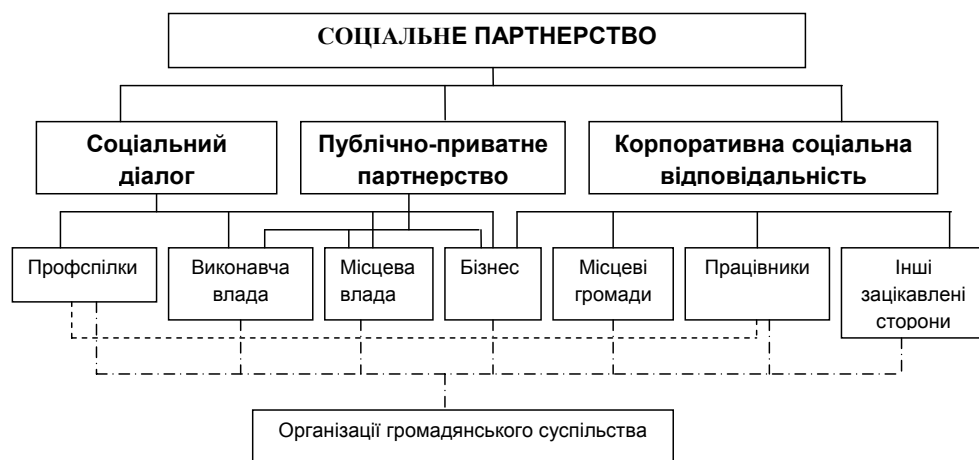 СОЦІАЛЬНЕ ПАРТНЕРСТВО
Соціальний
діалог
Публічно-приватне
партнерство
Корпоративна соціальна
відповідальність
Профспілки
Виконавча
влада
Місцева
влада
Бізнес
Місцеві
громади
Працівники
Інші
зацікавлені
сторони
Організації громадянського суспільства